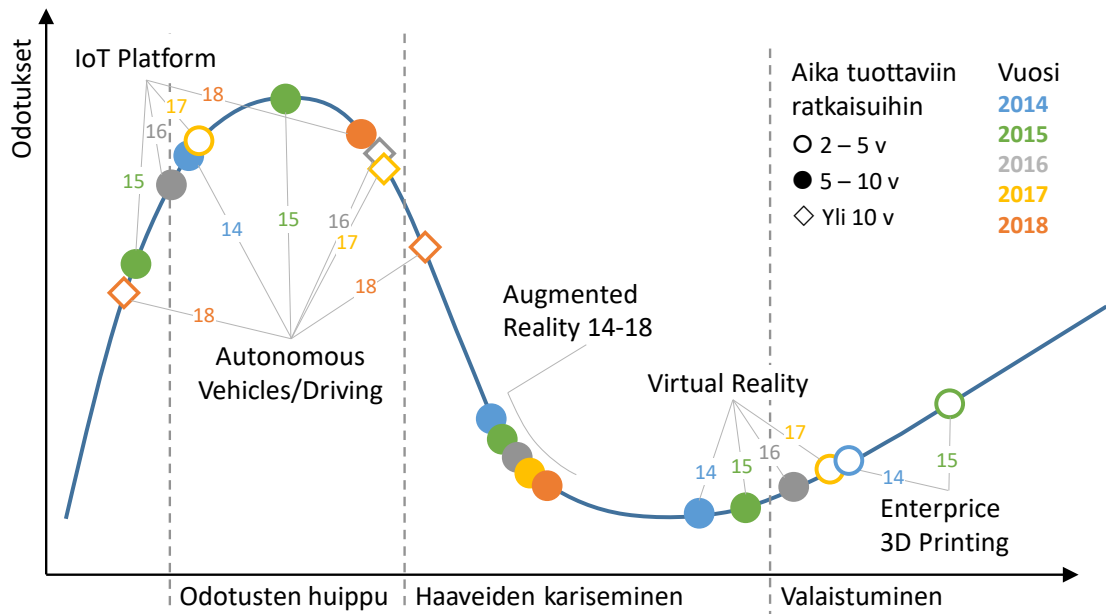 Odotukset
IoT Platform
18
17
16
15
14
15
16
17
18
18
Autonomous
Vehicles/Driving
Augmented
Reality 14-18
Virtual Reality
17
16
15
14
14
15
Enterprice
3D Printing
Aika tuottaviin
ratkaisuihin
2 – 5 v
5 – 10 v
Yli 10 v
Vuosi
2014
2015
2016
2017
2018
Odotusten huippu
Haaveiden kariseminen
Valaistuminen